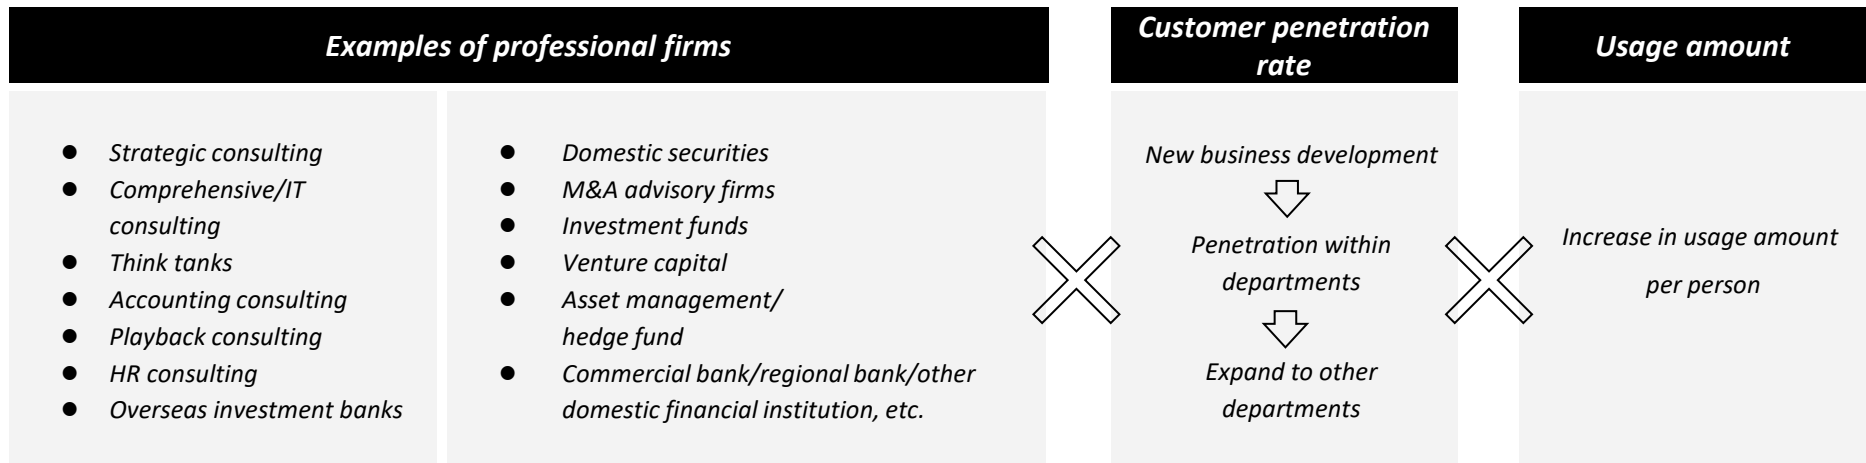 Examples of professional firms
Customer penetration
rate
Usage amount
● Strategic consulting
● Comprehensive/IT
consulting
● Think tanks
● Accounting consulting
● Playback consulting
● HR consulting
● Overseas investment banks
● Domestic securities
● M&A advisory firms
● Investment funds
● Venture capital
● Asset management/
hedge fund
● Commercial bank/regional bank/other
domestic financial institution, etc.
New business development
Penetration within
departments
Expand to other
departments
Increase in usage amount
per person